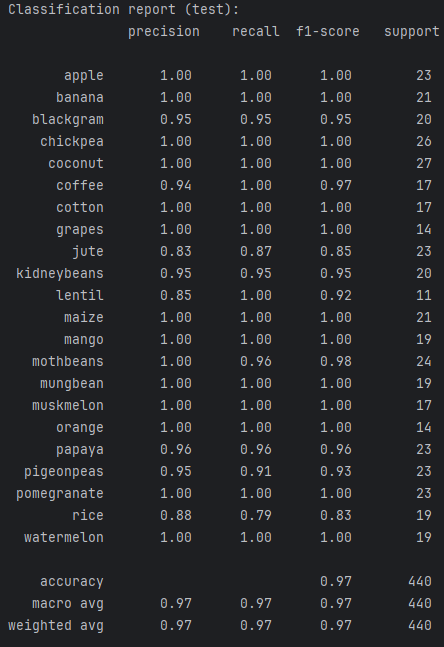 Classification report (test):
precision recall f1-score support
apple 1.00 1.00 1.00 23
banana 1.00 1.00 1.00 21
blackgram 0.95 0.95 0.95 20
chickpea 1.00 1.00 1.00 26
coconut 1.00 1.00 1.00 27
coffee 0.94 1.00 0.97 17
cotton 1.00 1.00 1.00 17
grapes 1.00 1.00 1.00 14
jute 0.83 0.87 0.85 23
kidneybeans 0.95 0.95 0.95 20
lentil 0.85 1.00 0.92 11
maize 1.00 1.00 1.00 21
mango 1.00 1.00 1.00 19
mothbeans 1.00 0.96 0.98 24
mungbean 1.00 1.00 1.00 19
muskmelon 1.00 1.00 1.00 17
orange 1.00 1.00 1.00 14
papaya 0.96 0.96 0.96 23
pigeonpeas 0.95 0.91 0.93 23
pomegranate 1.00 1.00 1.00 23
rice 0.88 0.79 0.83 19
watermelon 1.00 1.00 1.00 19
accuracy 0.97 440
macro avg 0.97 0.97 0.97 440
weighted avg 0.97 0.97 0.97 440